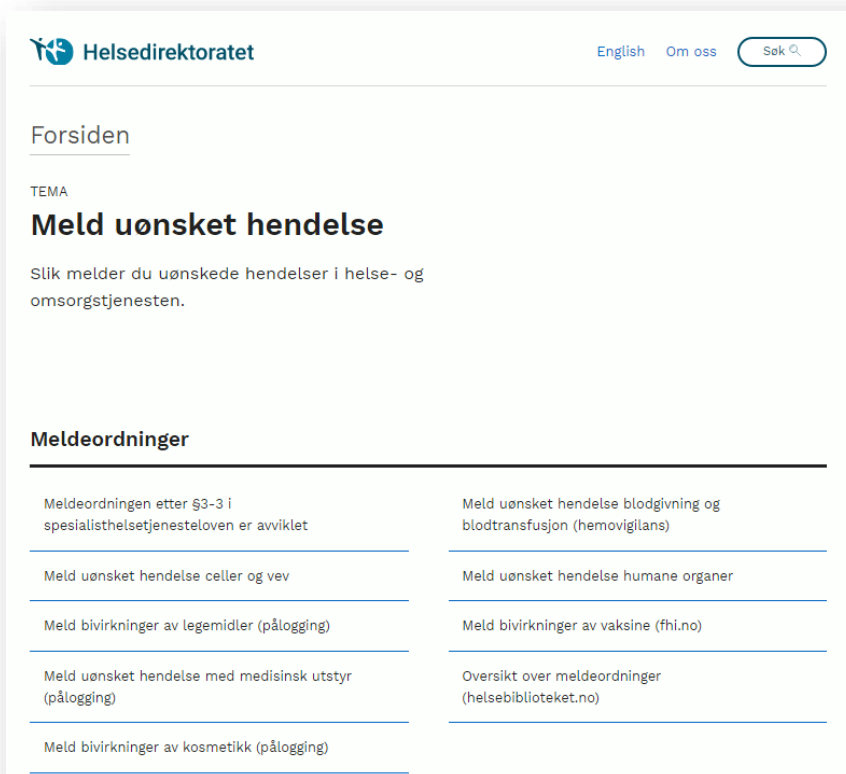 Helsedirektoratet
English Om oss Søk
Forsiden
TEMA
Meld uønsket hendelse
Slik melder du uønskede hendelser i helse- og
omsorgstjenesten.
Meldeordninger
Meldeordningen etter §3-3 i
spesialisthelsetjenesteloven er avviklet
Meld uønsket hendelse blodgivning og
blodtransfusjon (hemovigilans)
Meld uønsket hendelse celler og vev
Meld uønsket hendelse humane organer
Meld bivirkninger av legemidler (pålogging)
Meld bivirkninger av vaksine (fhi.no)
Meld uønsket hendelse med medisinsk utstyr
(pålogging)
Oversikt over meldeordninger
(helsebiblioteket.no)
Meld bivirkninger av kosmetikk (pålogging)